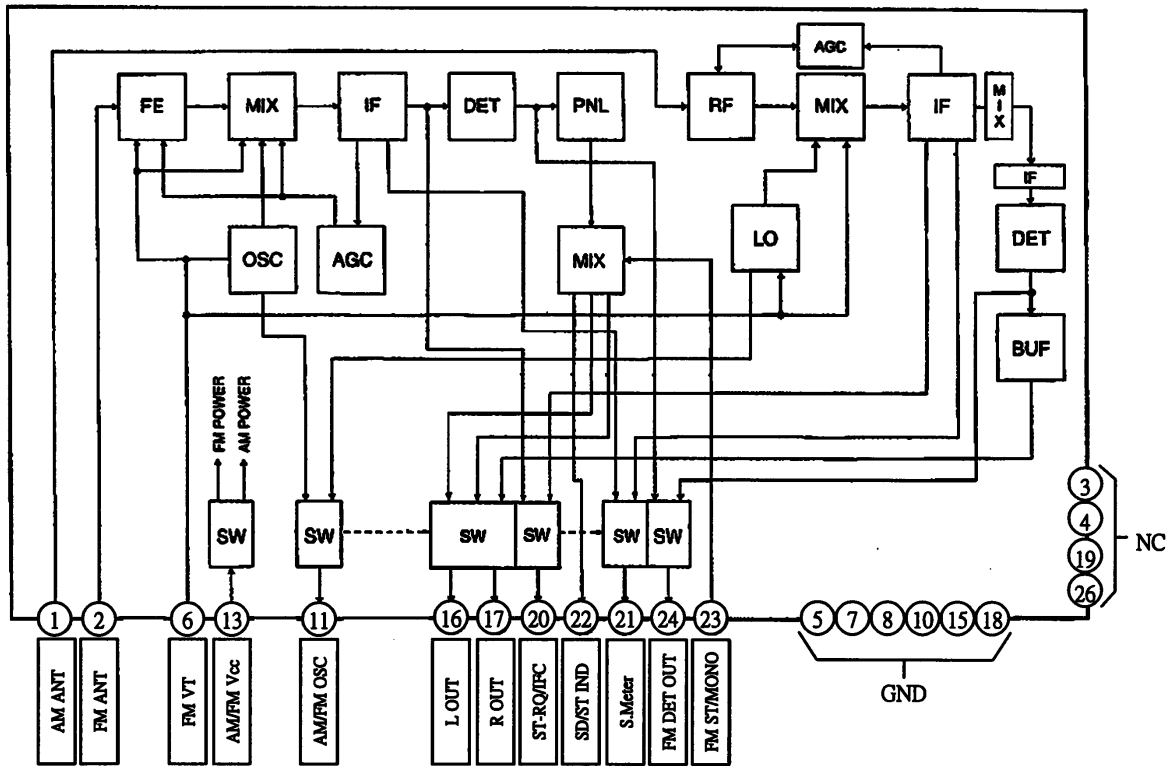 AGC
FE MIX IF DET PNL RF MIX IF MIX
IF
OSC AGC MIX LO DET
BUF
FM POWER
AM POWER
SW SW SW SW SW SW
3
4
19
26
NC
1 2 6 13 11 16 17 20 22 21 24 23 5 7 8 10 15 18
AM ANT
FM ANT
FM VT
AM/FM Vcc
AM/FM OSC
L OUT
R OUT
ST-RQ/IFC
SD/ST IND
S.Meter
FM DET OUT
FM ST/MONO
GND